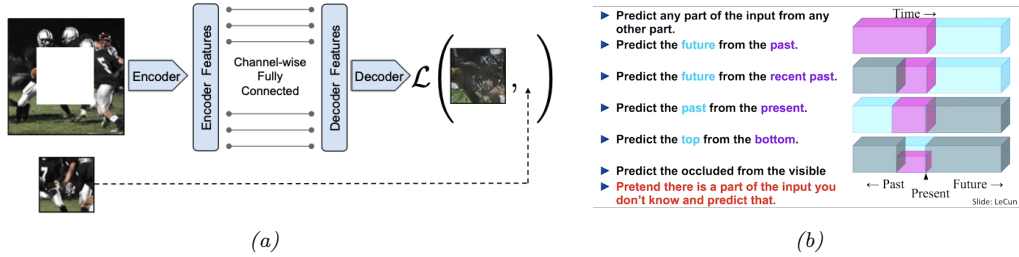 Encoder
Encoder Features
Channel-wise
Fully
Connected
Decoder Features
Decoder
ℒ( , )
(a)
► Predict any part of the input from any
other part.
► Predict the future from the past.
► Predict the future from the recent past.
► Predict the past from the present.
► Predict the top from the bottom.
► Predict the occluded from the visible
► Pretend there is a part of the input you
don't know and predict that.
Time →
← Past
Present
Future →
Slide: LeCun
(b)